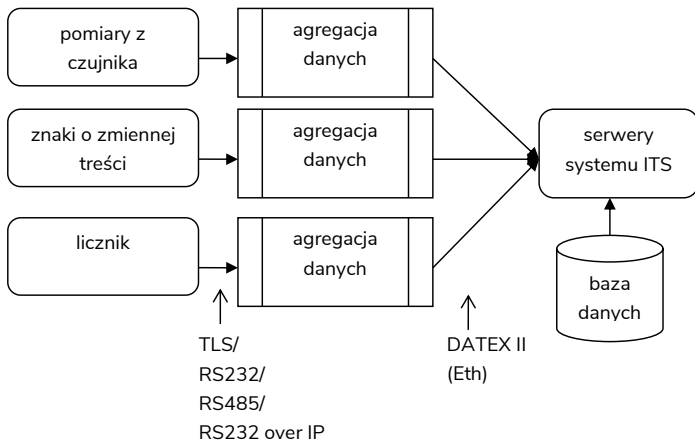 pomiary z
czujnika
agregacja
danych
znaki o zmiennej
treści
agregacja
danych
serwery
systemu ITS
licznik
agregacja
danych
baza
danych
TLS/
RS232/
RS485/
RS232 over IP
DATEX II
(Eth)